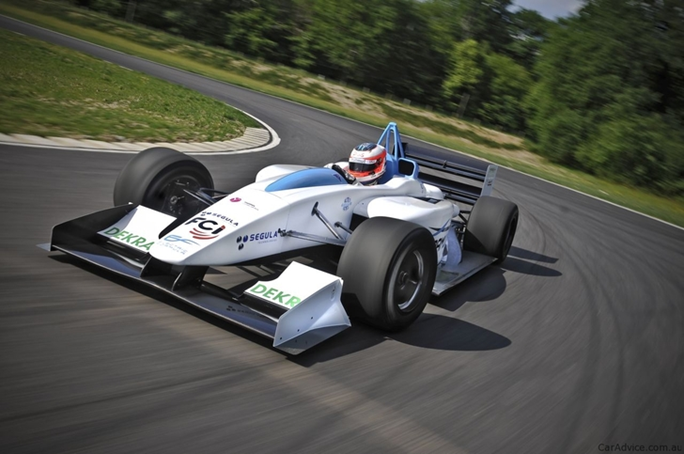 SEGULA
FCI
SEGULA
DEKRA
DEKRA
CarAdvice.com.au